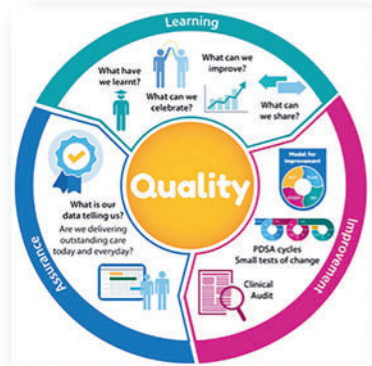 Learning
What have
we learnt?
What can we
celebrate?
What can we
improve?
What can
we share?
Quality
What is our
data telling us?
Are we delivering
outstanding care
today and everyday?
Assurance
Model for
Improvement
PDSA cycles
Small tests of change
Clinical
Audit
Improvement